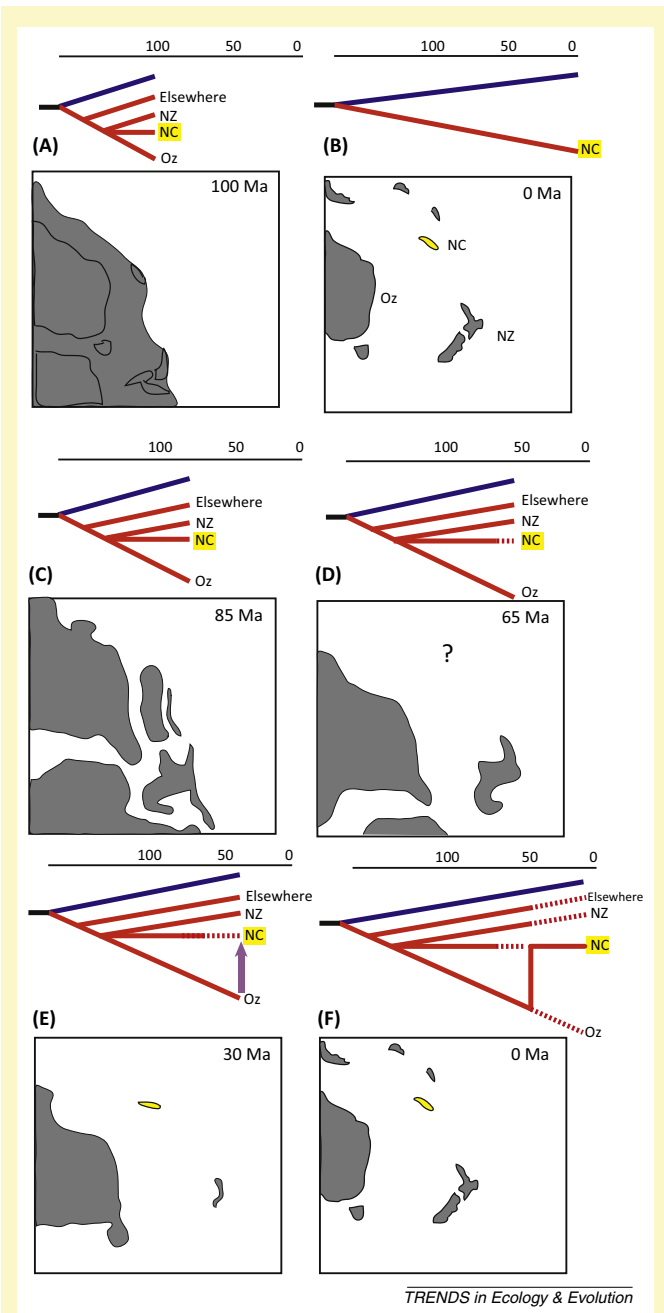 100 50 0
Elsewhere
NZ
NC
Oz
(A)
100 Ma
100 50 0
NC
(B)
0 Ma
NC
Oz
NZ
100 50 0
Elsewhere
NZ
NC
Oz
(C)
85 Ma
100 50 0
Elsewhere
NZ
NC
Oz
(D)
65 Ma
?
100 50 0
Elsewhere
NZ
NC
Oz
(E)
30 Ma
100 50 0
Elsewhere
NZ
NC
Oz
(F)
0 Ma
TRENDS in Ecology & Evolution